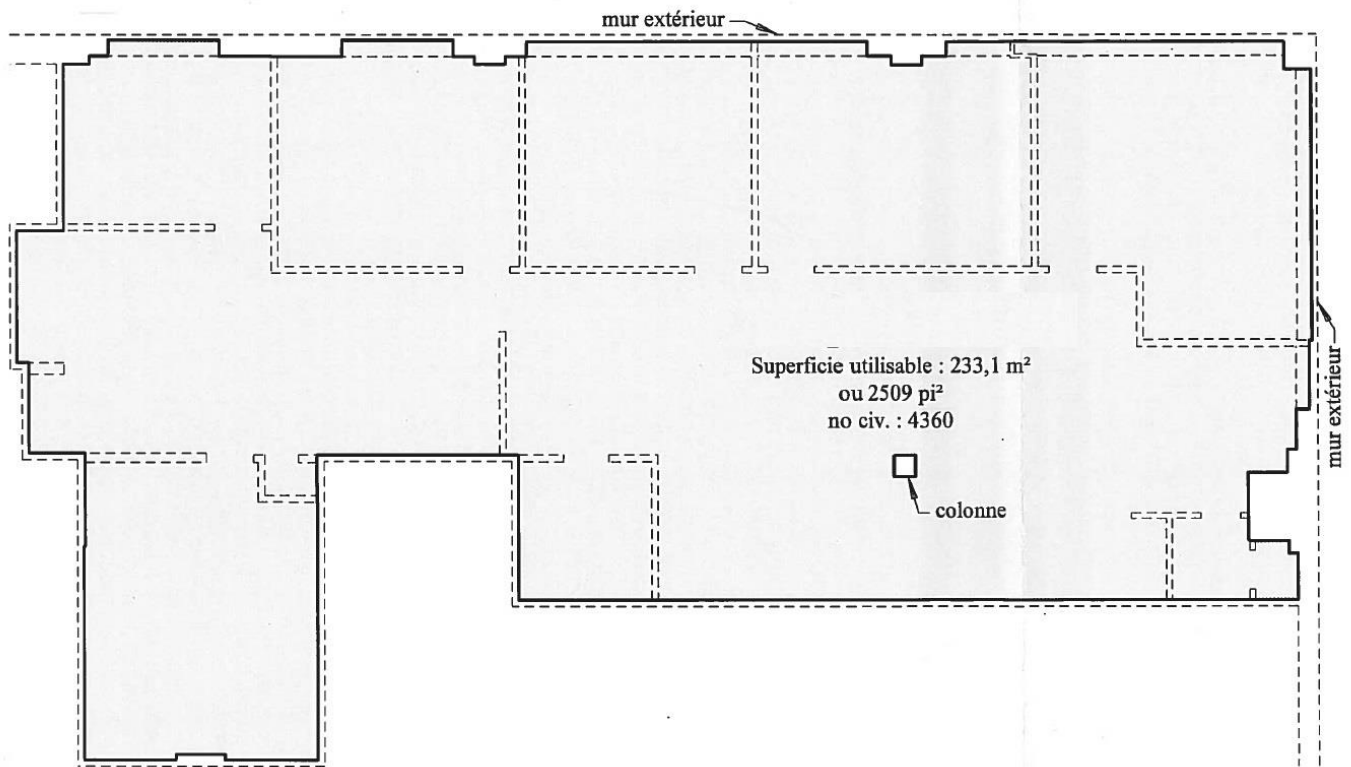 mur extérieur
Superficie utilisable : 233,1 m²
ou 2509 pi²
no civ. : 4360
colonne
mur extérieur